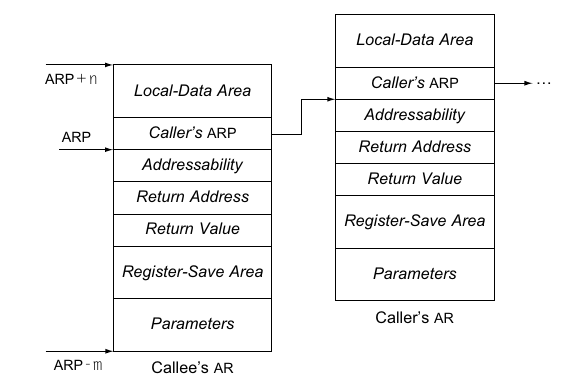 ARP+n
ARP
ARP-m
Local-Data Area
Caller's ARP
Addressability
Return Address
Return Value
Register-Save Area
Parameters
Callee's AR
Local-Data Area
Caller's ARP
Addressability
Return Address
Return Value
Register-Save Area
Parameters
Caller's AR
...